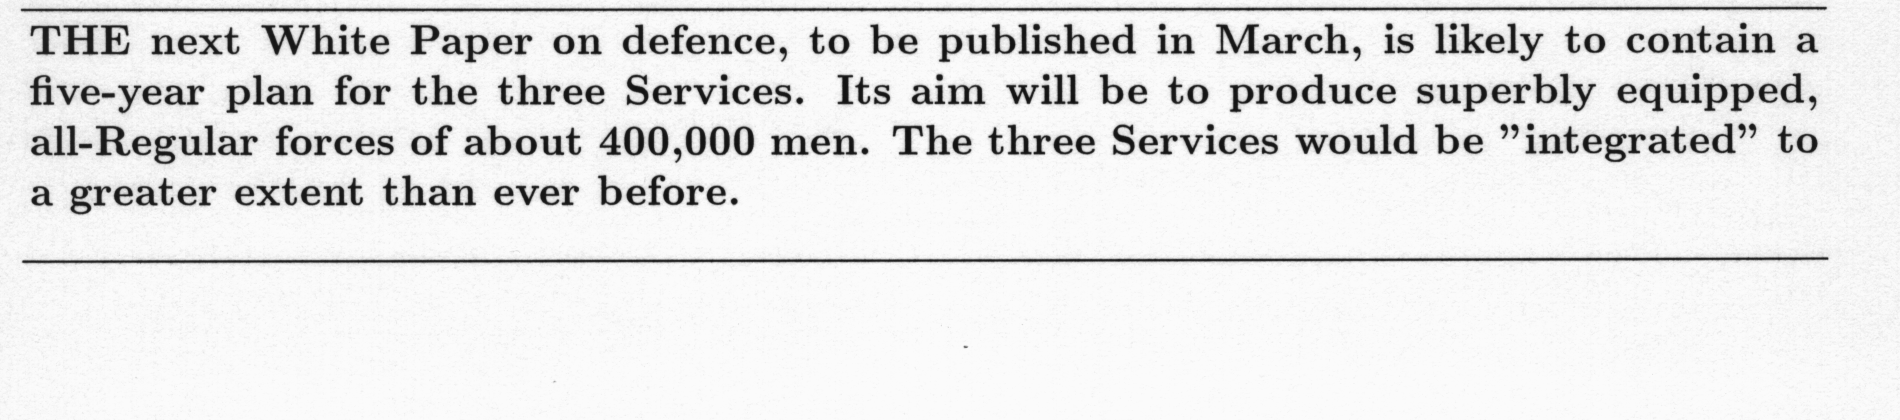 THE next White Paper on defence, to be published in March, is likely to contain a
five-year plan for the three Services. Its aim will be to produce superbly equipped,
all-Regular forces of about 400,000 men. The three Services would be ”integrated” to
a greater extent than ever before.